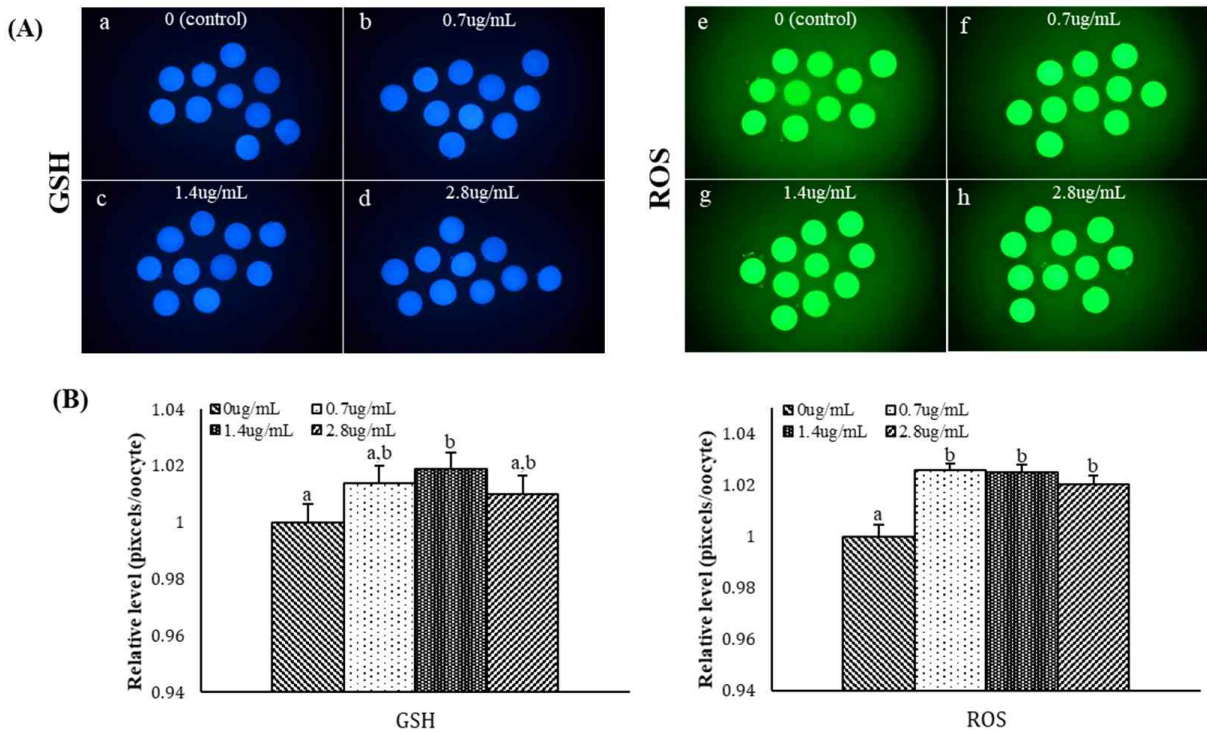 (A)
a 0 (control)
b 0.7ug/mL
c 1.4ug/mL
d 2.8ug/mL
GSH
e 0 (control)
f 0.7ug/mL
g 1.4ug/mL
h 2.8ug/mL
ROS
(B)
Relative level (pixcels/oocyte)
1.04
1.02
1
0.98
0.96
0.94
0ug/mL 0.7ug/mL
1.4ug/mL 2.8ug/mL
a
a,b
b
a,b
GSH
Relative level (pixcels/oocyte)
1.04
1.02
1
0.98
0.96
0.94
0ug/mL 0.7ug/mL
1.4ug/mL 2.8ug/mL
a
b
b
b
ROS